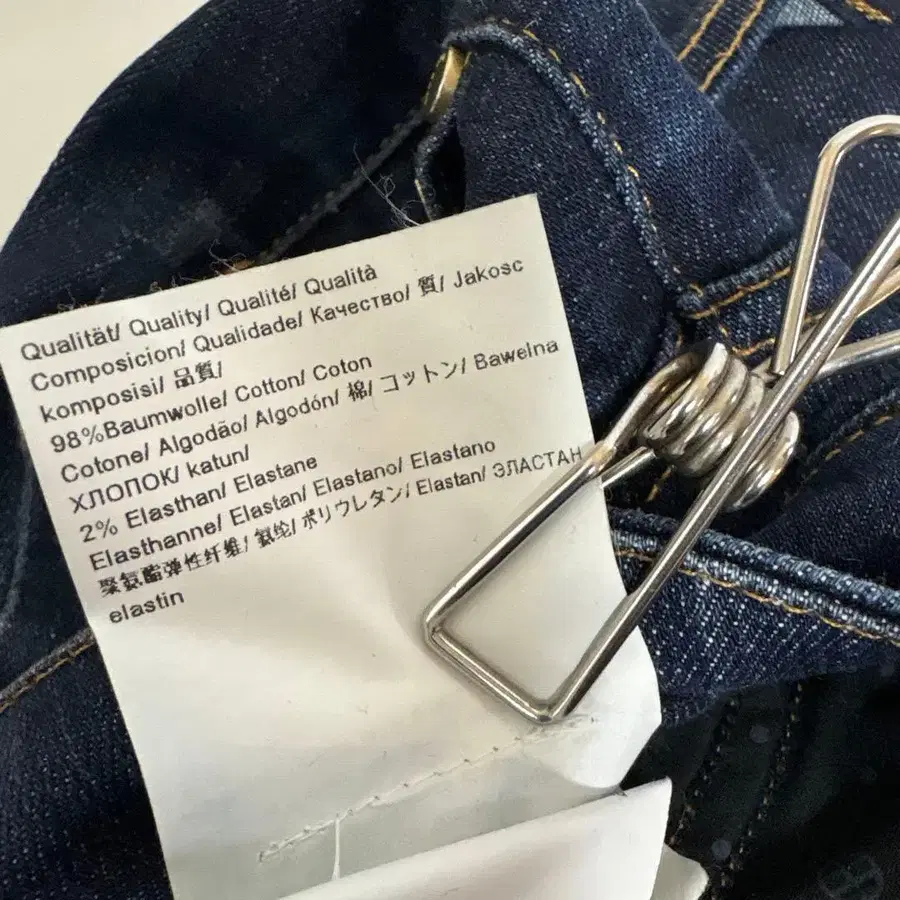 Qualität/ Quality/ Qualité/ Qualità
Composicion/ Qualidade/ Качество/ 質/ Jakosc
komposisi/ 品質/
98%Baumwolle/ Cotton/ Coton
Cotone/ Algodão/ Algodón/ 棉/ コットン/ Bawelna
ХЛОПОК/ katun/
2% Elasthan/ Elastane
Elasthanne/ Elastan/ Elastano/ Elastano
聚氨酯弹性纤维/ 氨纶/ ポリウレタン/ Elastan/ ЭЛАСТАН
elastin